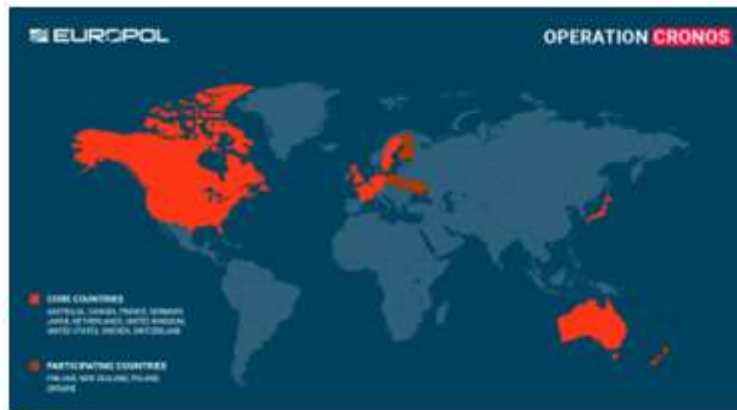 EUROPOL
OPERATION CRONOS
CORE COUNTRIES
AUSTRALIA, CANADA, FRANCE, GERMANY,
JAPAN, NETHERLANDS, UNITED KINGDOM,
UNITED STATES, SWEDEN, SWITZERLAND
PARTICIPATING COUNTRIES
FINLAND, NEW ZEALAND, POLAND,
UKRAINE